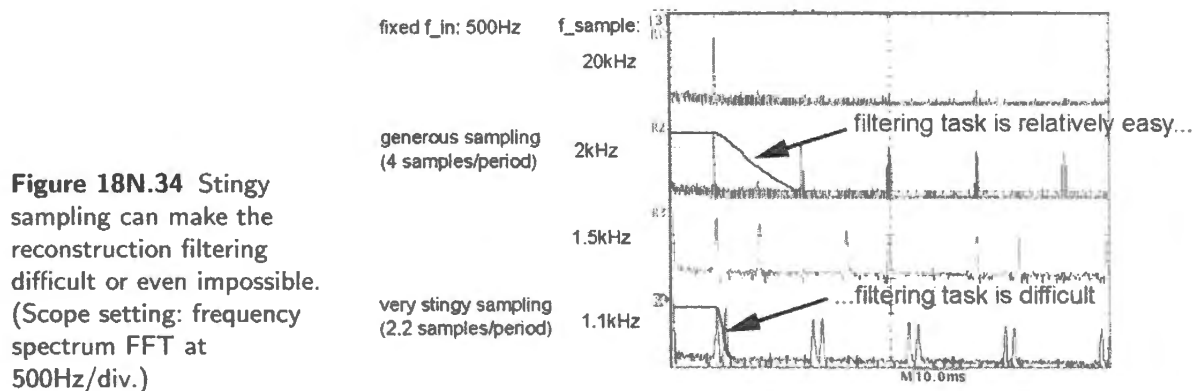 fixed f_in: 500Hz
f_sample:
20kHz
generous sampling
(4 samples/period)
2kHz
filtering task is relatively easy...
1.5kHz
very stingy sampling
(2.2 samples/period)
1.1kHz
...filtering task is difficult
M 10.0ms
R2
R3
Figure 18N.34 Stingy
sampling can make the
reconstruction filtering
difficult or even impossible.
(Scope setting: frequency
spectrum FFT at
500Hz/div.)